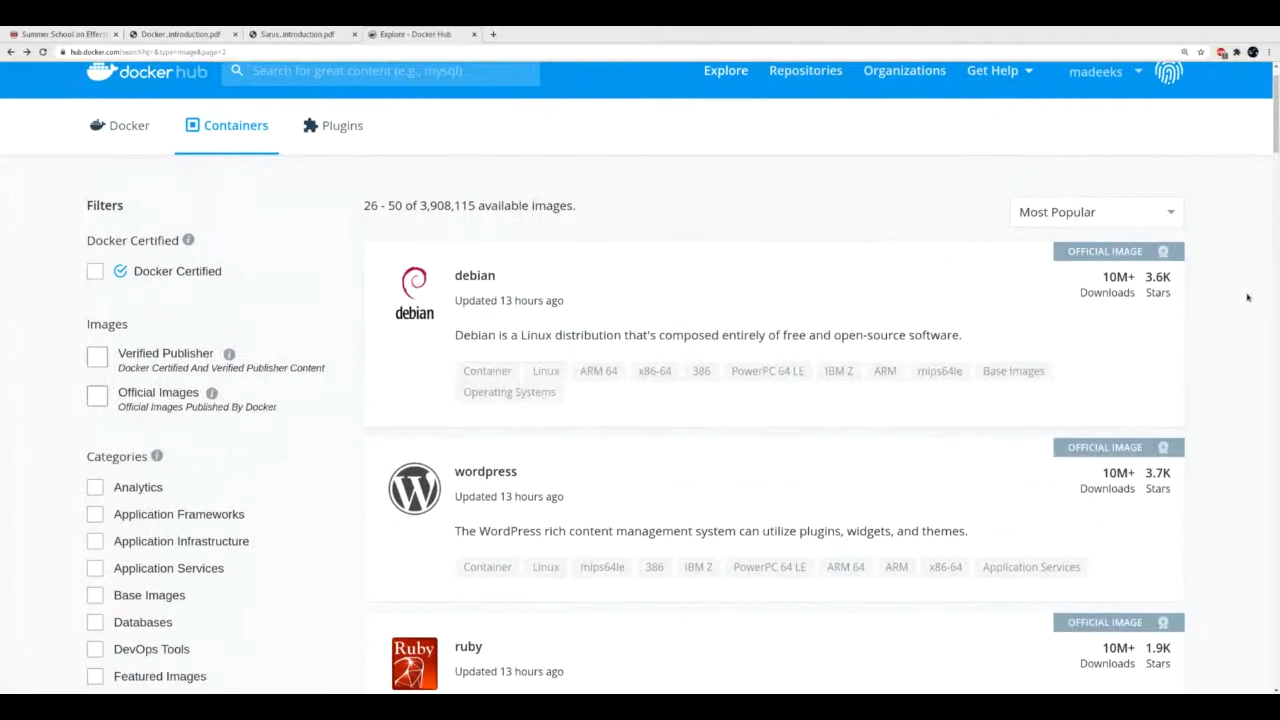 Summer School on Effecti
Docker_introduction.pdf
Sarus_introduction.pdf
Explore - Docker Hub
hub.docker.com/search?q=&type=image&page=2
docker hub
Search for great content (e.g., mysql)
Explore
Repositories
Organizations
Get Help
madeeks
Docker
Containers
Plugins
Filters
26 - 50 of 3,908,115 available images.
Most Popular
Docker Certified
Docker Certified
Images
Verified Publisher
Docker Certified And Verified Publisher Content
Official Images
Official Images Published By Docker
Categories
Analytics
Application Frameworks
Application Infrastructure
Application Services
Base Images
Databases
DevOps Tools
Featured Images
OFFICIAL IMAGE
debian
debian
Updated 13 hours ago
10M+ 3.6K
Downloads Stars
Debian is a Linux distribution that's composed entirely of free and open-source software.
Container Linux ARM 64 x86-64 386 PowerPC 64 LE IBM Z ARM mips64le Base Images
Operating Systems
OFFICIAL IMAGE
wordpress
Updated 13 hours ago
10M+ 3.7K
Downloads Stars
The WordPress rich content management system can utilize plugins, widgets, and themes.
Container Linux mips64le 386 IBM Z PowerPC 64 LE ARM 64 ARM x86-64 Application Services
OFFICIAL IMAGE
Ruby
ruby
Updated 13 hours ago
10M+ 1.9K
Downloads Stars